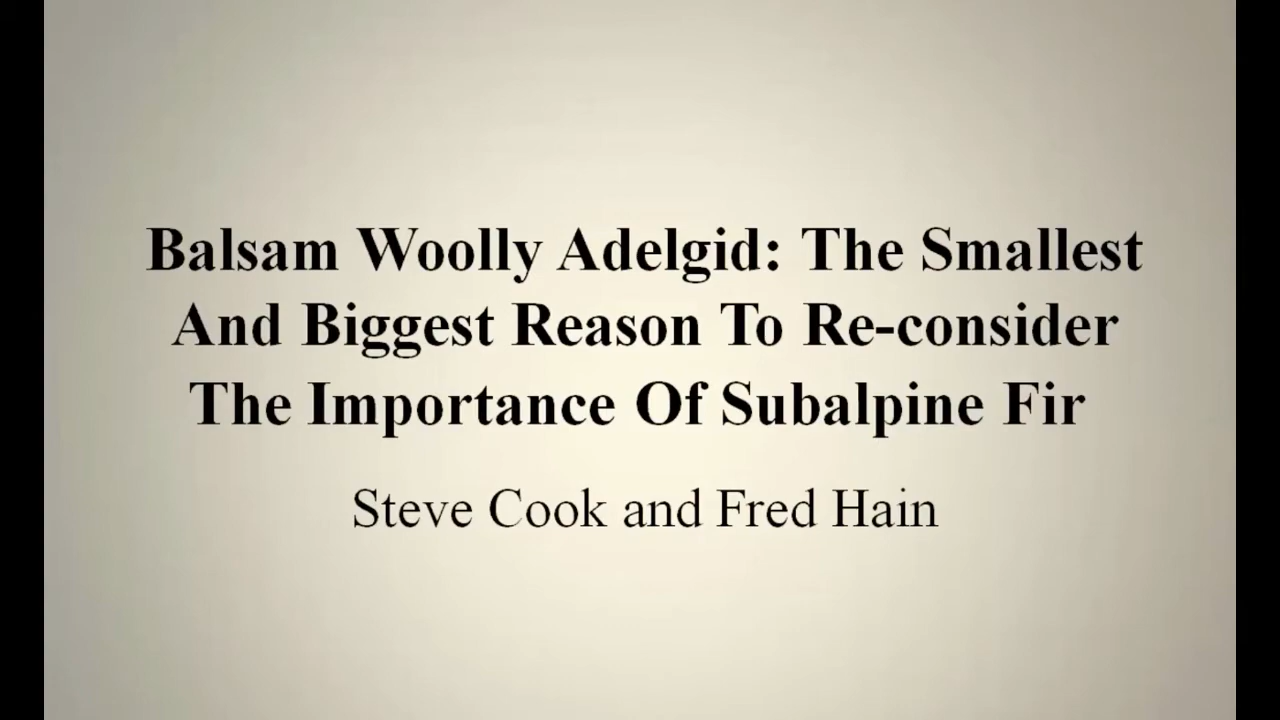 Balsam Woolly Adelgid: The Smallest
And Biggest Reason To Re-consider
The Importance Of Subalpine Fir
Steve Cook and Fred Hain